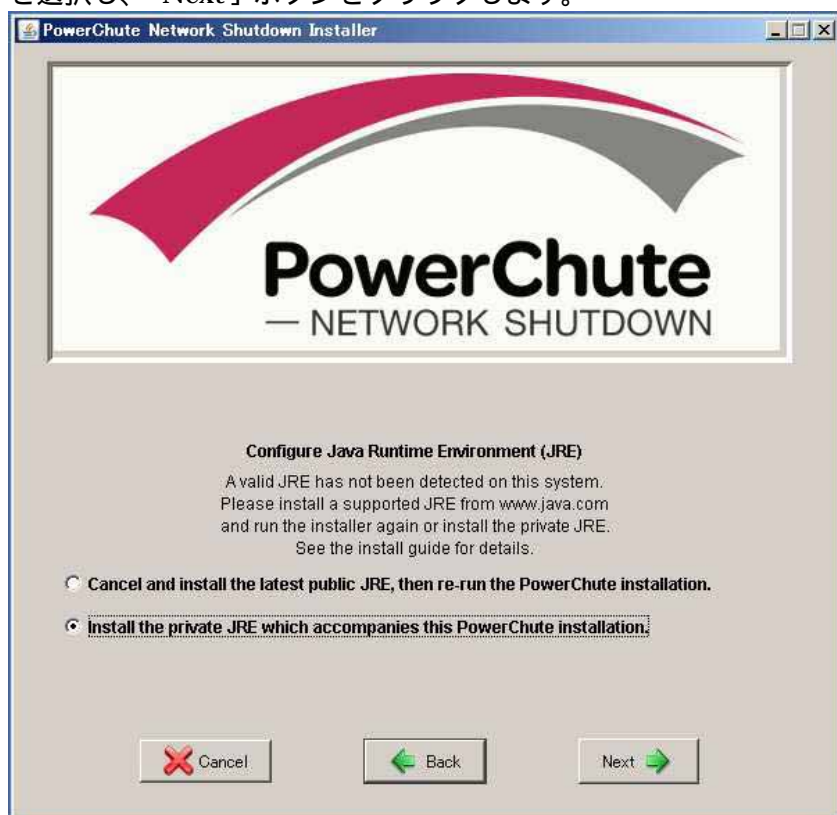 を選択し、「Next」ボタンをクリックします。
PowerChute Network Shutdown Installer
PowerChute
— NETWORK SHUTDOWN
Configure Java Runtime Environment (JRE)
A valid JRE has not been detected on this system.
Please install a supported JRE from www.java.com
and run the installer again or install the private JRE.
See the install guide for details.
Cancel and install the latest public JRE, then re-run the PowerChute installation.
Install the private JRE which accompanies this PowerChute installation.
Cancel
Back
Next